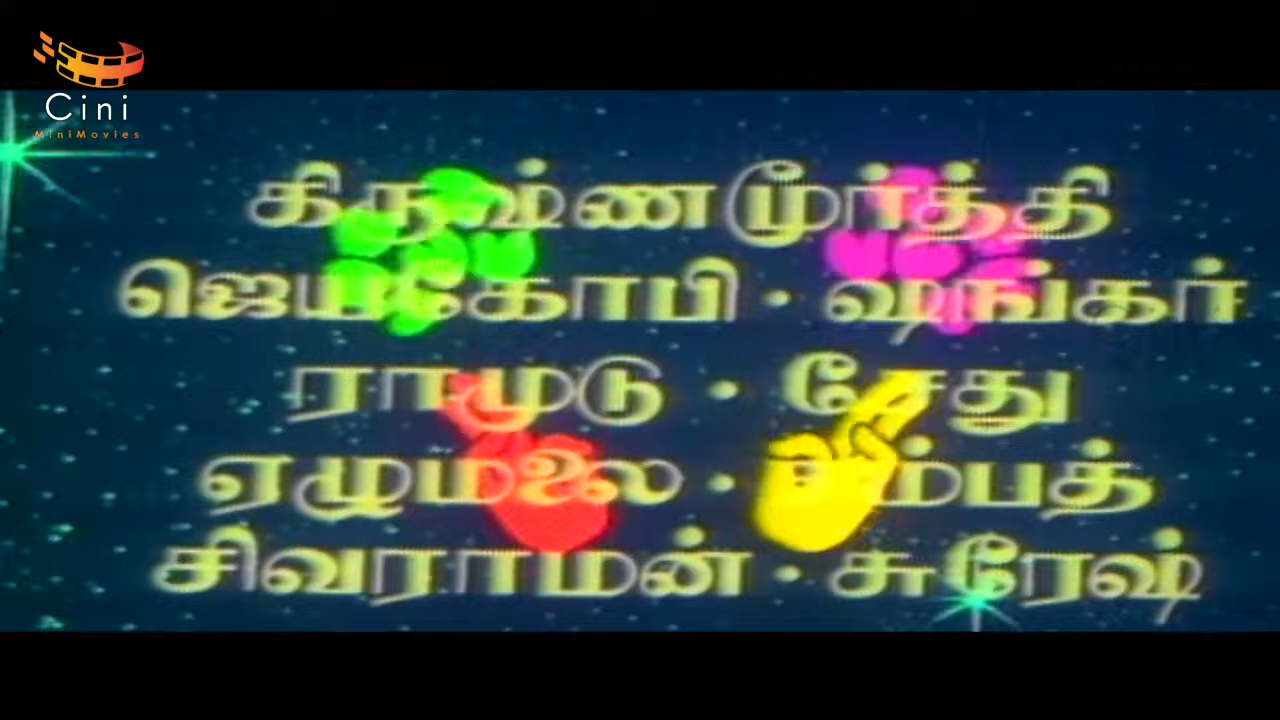 Cini
MiniMovies
கிருஷ்ணமூர்த்தி
ஜெயகோபி · ஷங்கர்
ராமுடு · சேது
ஏழுமலை · சம்பத்
சிவராமன் · சுரேஷ்